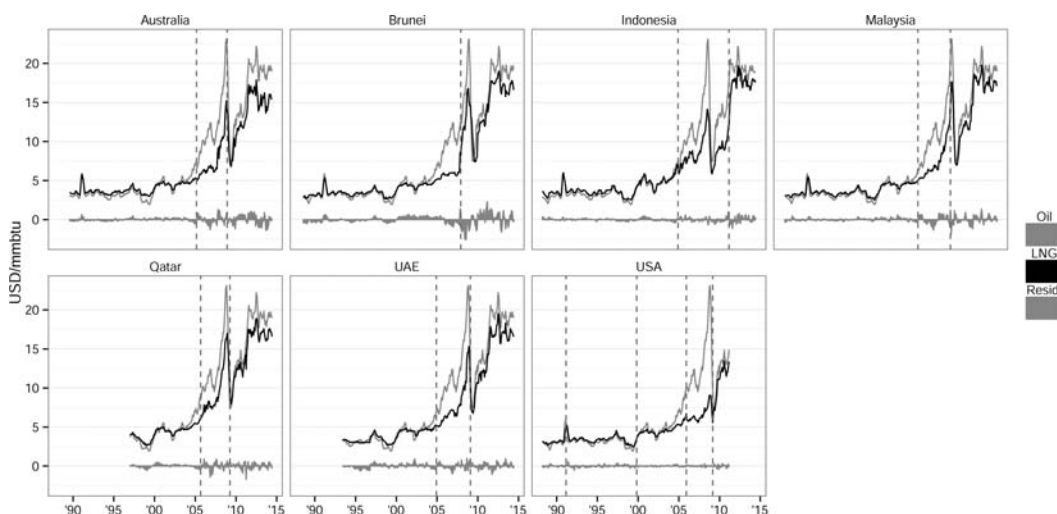 Australia
Brunei
Indonesia
Malaysia
20
15
10
5
0
USD/mmbtu
Oil
LNG
Resid
Qatar
UAE
USA
20
15
10
5
0
'90 '95 '00 '05 '10 '15 '90 '95 '00 '05 '10 '15 '90 '95 '00 '05 '10 '15